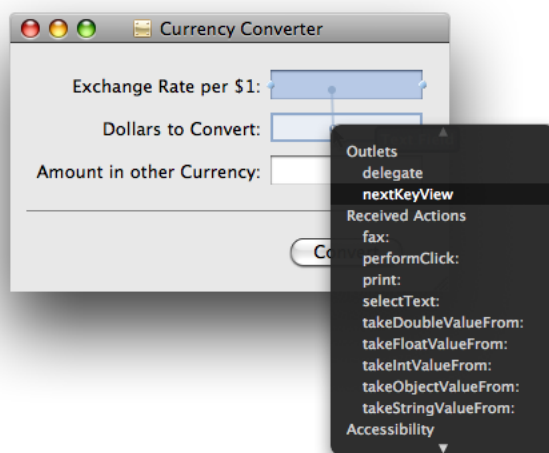 Currency Converter
Exchange Rate per $1:
Dollars to Convert:
Amount in other Currency:
Outlets
delegate
nextKeyView
Received Actions
fax:
performClick:
print:
selectText:
takeDoubleValueFrom:
takeFloatValueFrom:
takeIntValueFrom:
takeObjectValueFrom:
takeStringValueFrom:
Accessibility